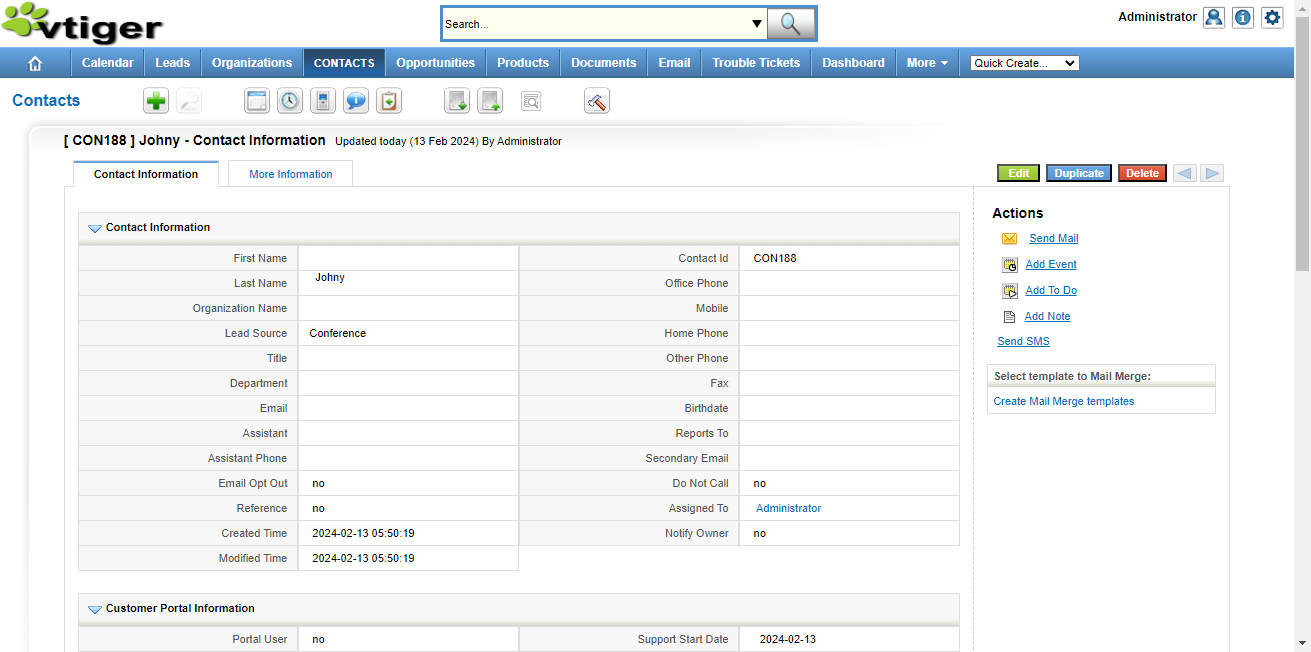 vtiger
Search...
Administrator
Calendar Leads Organizations CONTACTS Opportunities Products Documents Email Trouble Tickets Dashboard More Quick Create...
Contacts
[ CON188 ] Johny - Contact Information Updated today (13 Feb 2024) By Administrator
Contact Information More Information
Edit Duplicate Delete
Contact Information
First Name Contact Id CON188
Last Name Johny Office Phone
Organization Name Mobile
Lead Source Conference Home Phone
Title Other Phone
Department Fax
Email Birthdate
Assistant Reports To
Assistant Phone Secondary Email
Email Opt Out no Do Not Call no
Reference no Assigned To Administrator
Created Time 2024-02-13 05:50:19 Notify Owner no
Modified Time 2024-02-13 05:50:19
Customer Portal Information
Portal User no Support Start Date 2024-02-13
Actions
Send Mail
Add Event
Add To Do
Add Note
Send SMS
Select template to Mail Merge:
Create Mail Merge templates